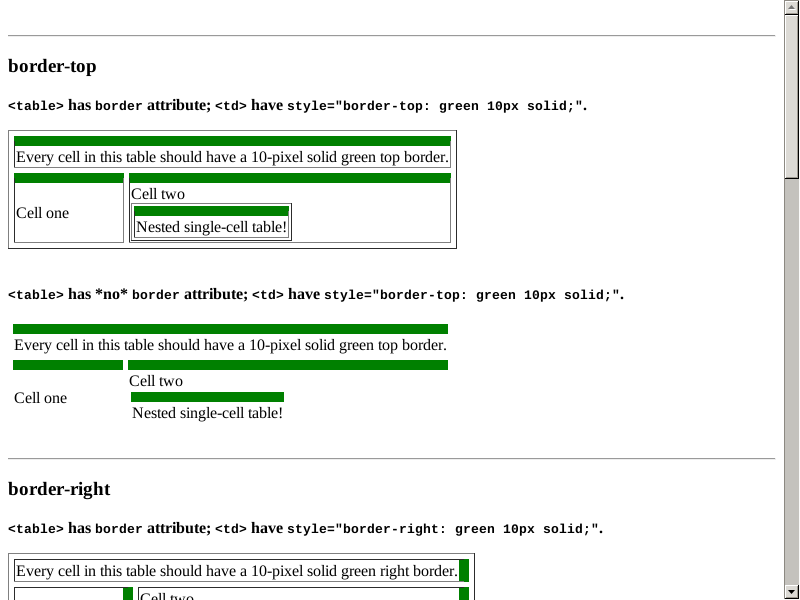 border-top
<table> has border attribute; <td> have style="border-top: green 10px solid;".
Every cell in this table should have a 10-pixel solid green top border.
Cell one
Cell two
Nested single-cell table!
<table> has *no* border attribute; <td> have style="border-top: green 10px solid;".
Every cell in this table should have a 10-pixel solid green top border.
Cell one
Cell two
Nested single-cell table!
border-right
<table> has border attribute; <td> have style="border-right: green 10px solid;".
Every cell in this table should have a 10-pixel solid green right border.
Cell two